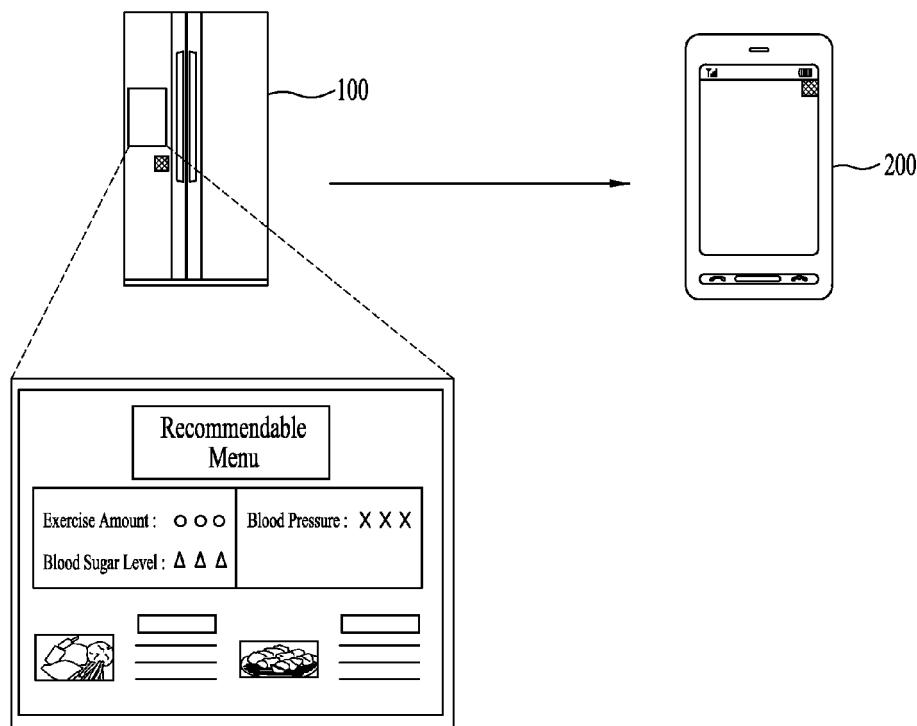 100
200
Recommendable
Menu
Exercise Amount : O O O
Blood Pressure : X X X
Blood Sugar Level : Δ Δ Δ